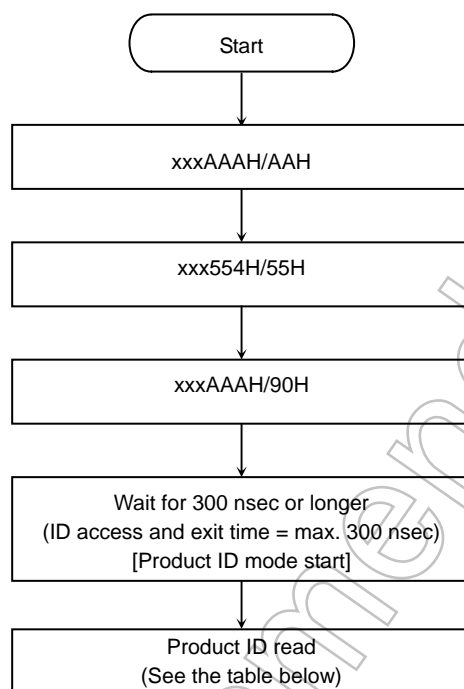 Start
xxxAAAH/AAH
xxx554H/55H
xxxAAAH/90H
Wait for 300 nsec or longer
(ID access and exit time = max. 300 nsec)
[Product ID mode start]
Product ID read
(See the table below)